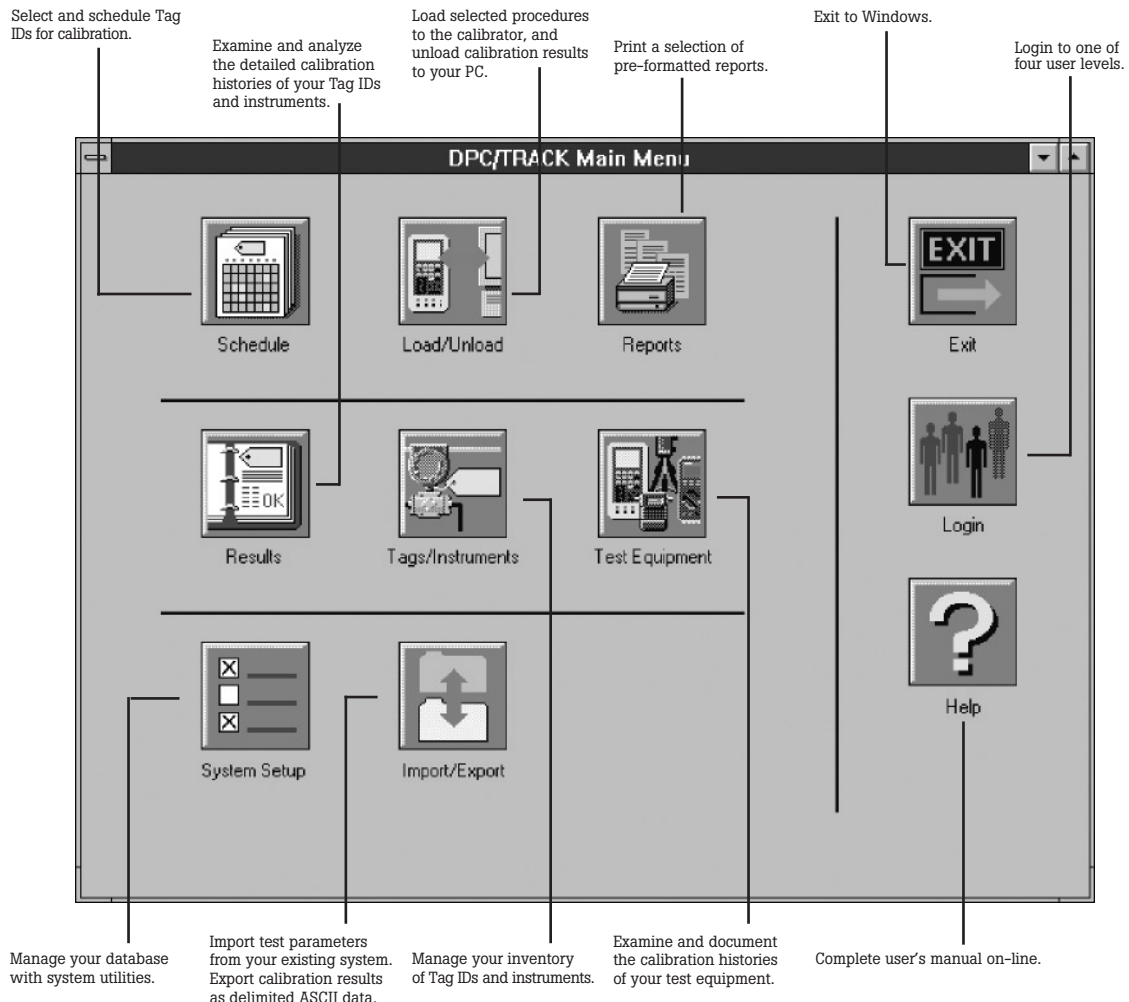 Select and schedule Tag
IDs for calibration.
Examine and analyze
the detailed calibration
histories of your Tag IDs
and instruments.
Load selected procedures
to the calibrator, and
unload calibration results
to your PC.
Print a selection of
pre-formatted reports.
Exit to Windows.
Login to one of
four user levels.
DPC/TRACK Main Menu
Schedule
Load/Unload
Reports
EXIT
Exit
OK
Results
Tags/Instruments
Test Equipment
Login
System Setup
Import/Export
?
Help
Manage your database
with system utilities.
Import test parameters
from your existing system.
Export calibration results
as delimited ASCII data.
Manage your inventory
of Tag IDs and instruments.
Examine and document
the calibration histories
of your test equipment.
Complete user's manual on-line.